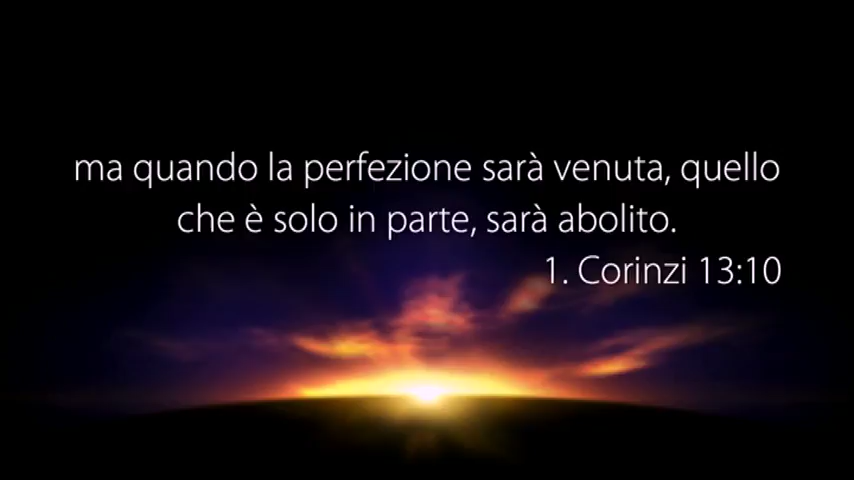 ma quando la perfezione sarà venuta, quello
che è solo in parte, sarà abolito.
1. Corinzi 13:10